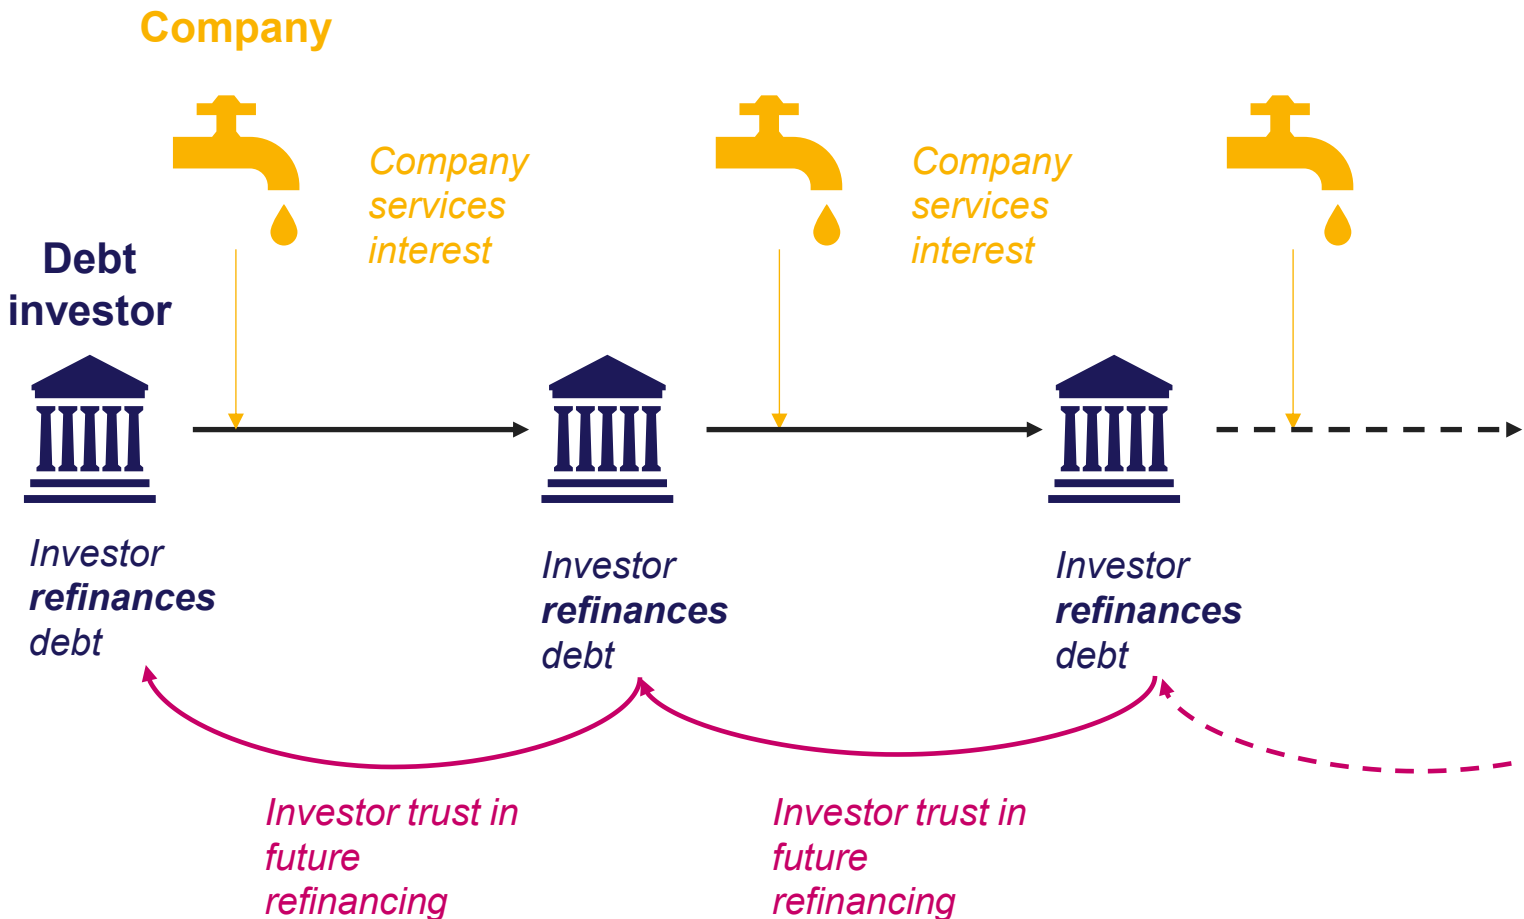 Company
Company
services
interest
Company
services
interest
Debt
investor
Investor
refinances
debt
Investor
refinances
debt
Investor
refinances
debt
Investor trust in
future
refinancing
Investor trust in
future
refinancing